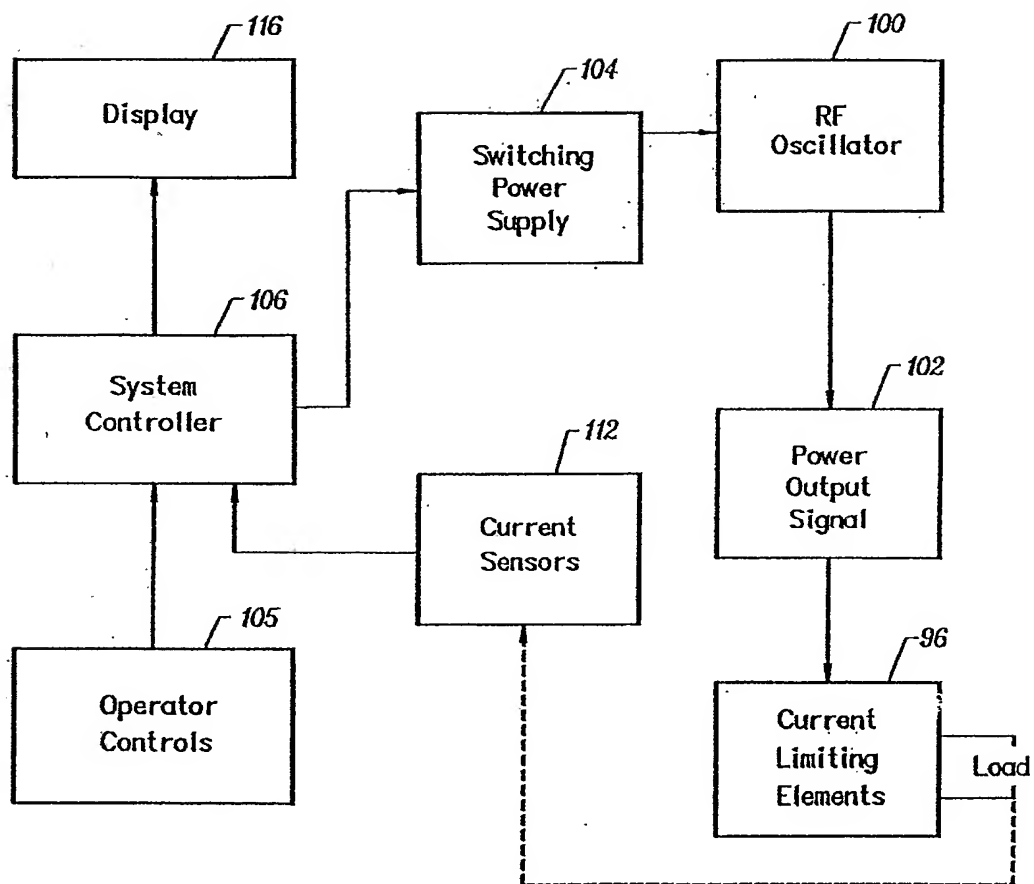 116
Display
104
Switching
Power
Supply
100
RF
Oscillator
106
System
Controller
112
Current
Sensors
102
Power
Output
Signal
105
Operator
Controls
96
Current
Limiting
Elements
Load